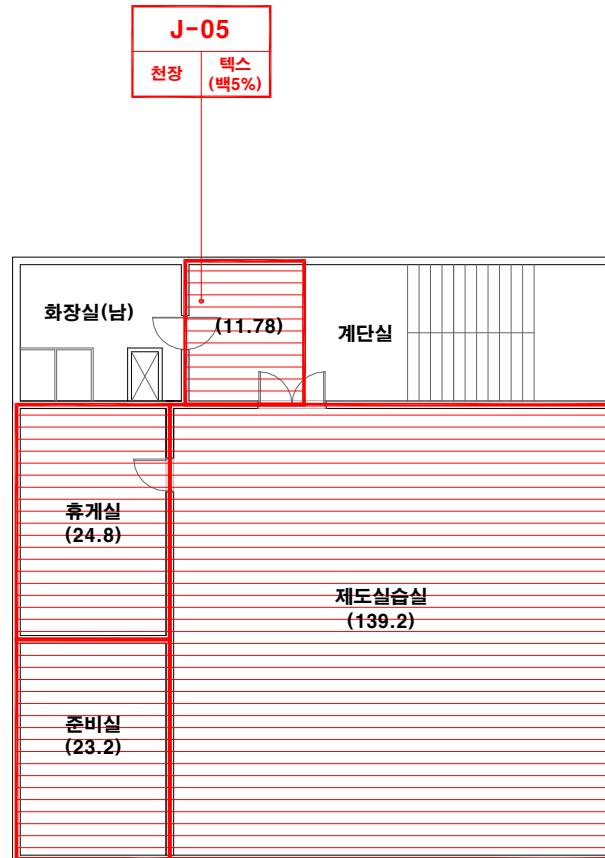 J-05
천장
텍스
(백5%)
화장실(남)
(11.78)
계단실
휴게실
(24.8)
제도실습실
(139.2)
준비실
(23.2)